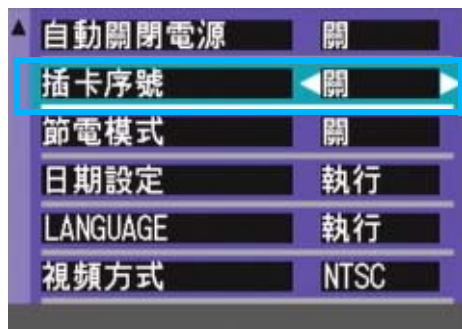 自動關閉電源 關
插卡序號 關
節電模式 關
日期設定 執行
LANGUAGE 執行
視頻方式 NTSC